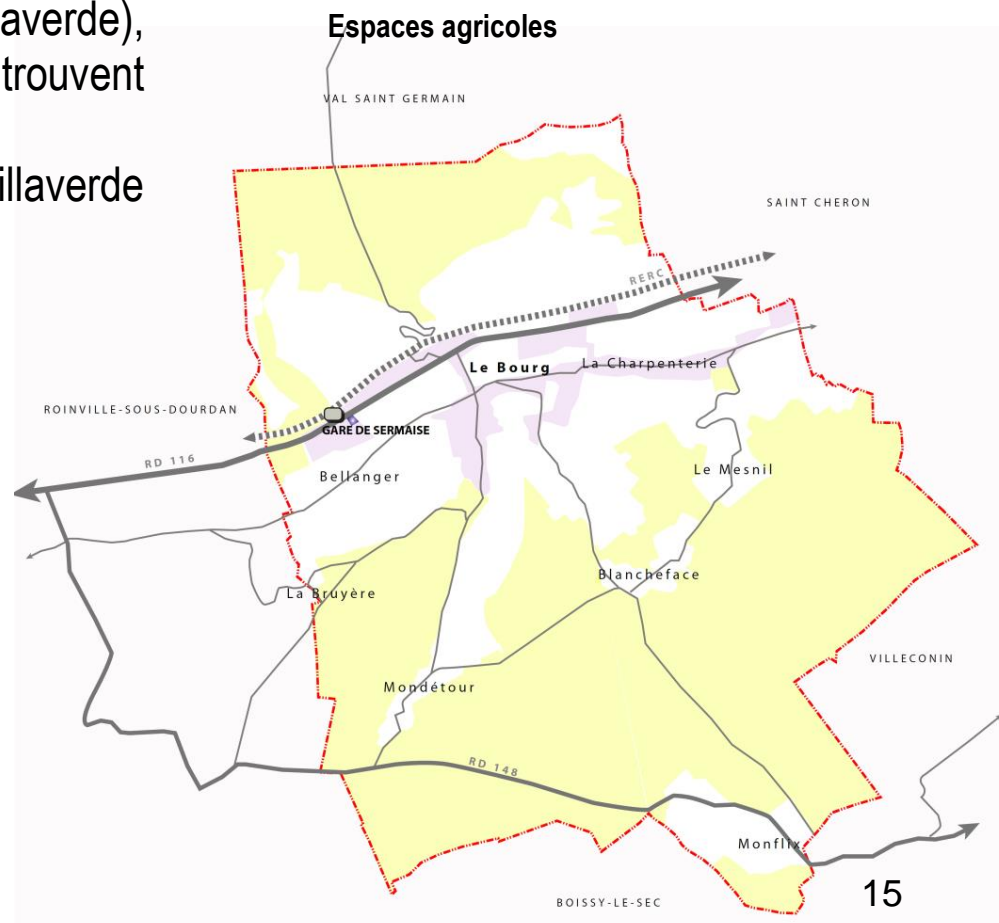 averde),
trouvent
illaverde
Espaces agricoles
VAL SAINT GERMAIN
SAINT CHERON
RERC
Le Bourg
La Charpenterie
ROINVILLE-SOUS-DOURDAN
GARE DE SERMAISE
RD 116
Bellanger
Le Mesnil
Blancheface
La Bruyère
VILLECONIN
Mondétour
RD 148
Monflix
BOISSY-LE-SEC
15